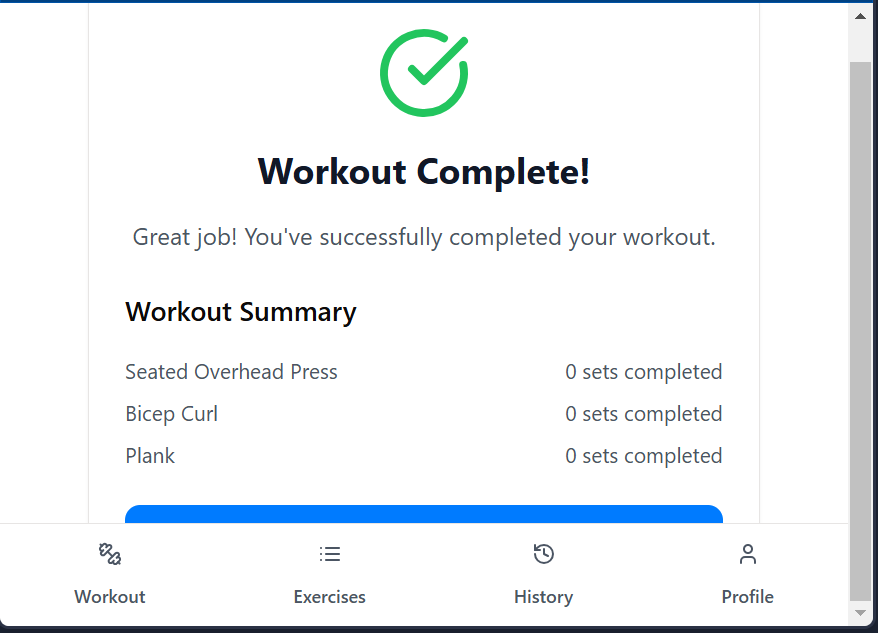 Workout Complete!
Great job! You've successfully completed your workout.
Workout Summary
Seated Overhead Press 0 sets completed
Bicep Curl 0 sets completed
Plank 0 sets completed
Workout Exercises History Profile